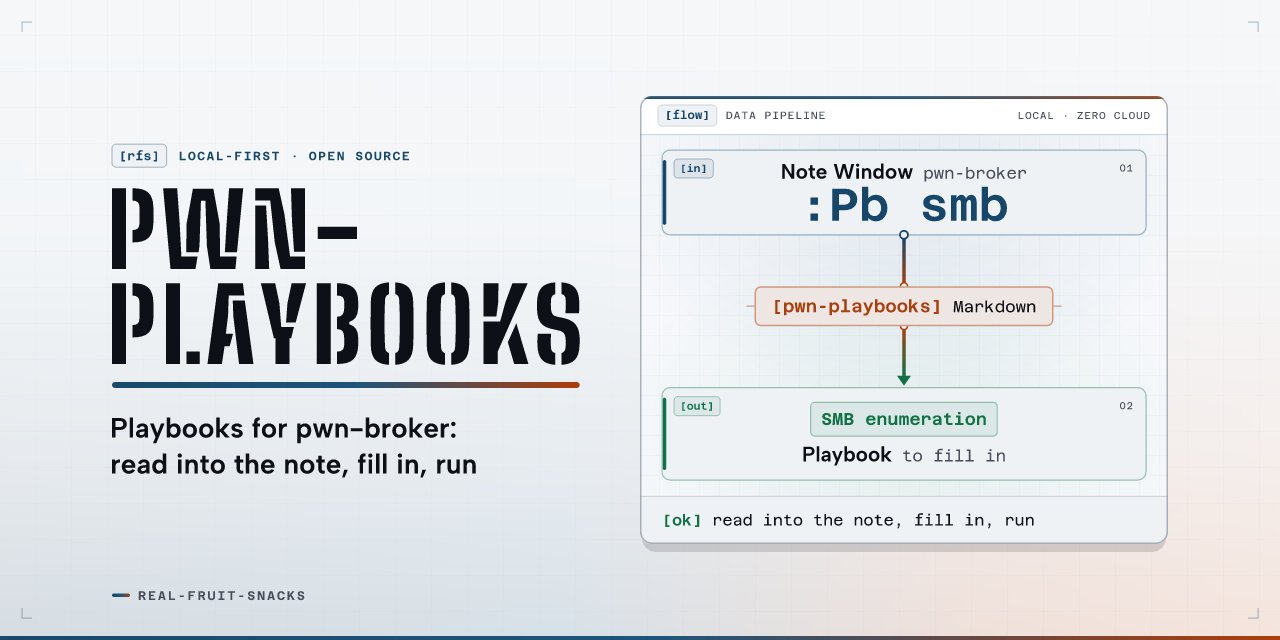 [rfs] LOCAL-FIRST · OPEN SOURCE
PWN-
PLAYBOOKS
Playbooks for pwn-broker:
read into the note, fill in, run
REAL-FRUIT-SNACKS
[flow] DATA PIPELINE LOCAL · ZERO CLOUD
[in] Note Window pwn-broker 01
:Pb smb
[pwn-playbooks] Markdown
[out] SMB enumeration 02
Playbook to fill in
[ok] read into the note, fill in, run